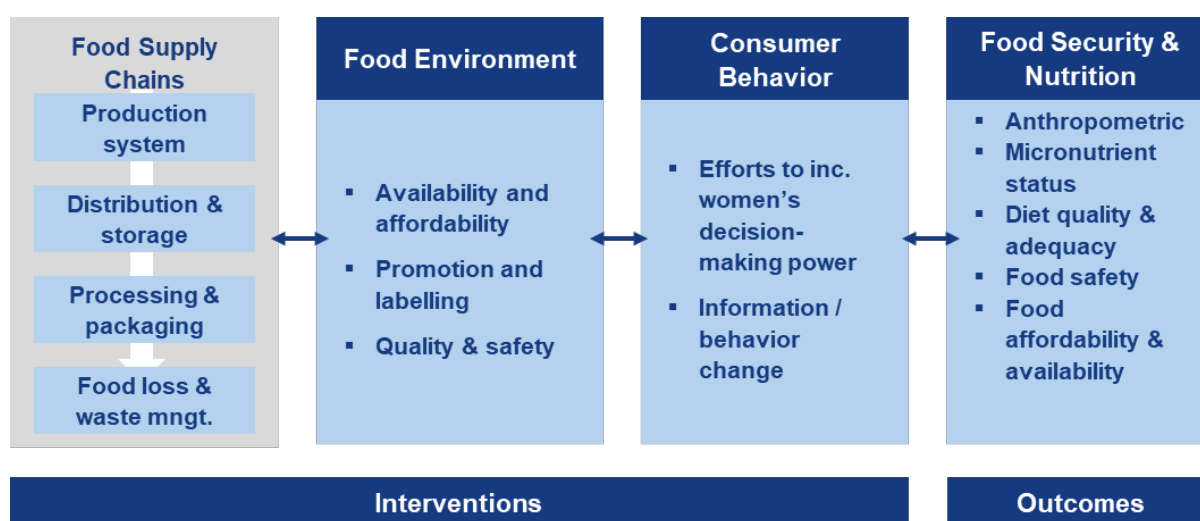 Food Supply
Chains
Production
system
Distribution &
storage
Processing &
packaging
Food loss &
waste mngt.
Food Environment
▪ Availability and
affordability
▪ Promotion and
labelling
▪ Quality & safety
Consumer
Behavior
▪ Efforts to inc.
women's
decision-
making power
▪ Information /
behavior
change
Food Security &
Nutrition
▪ Anthropometric
▪ Micronutrient
status
▪ Diet quality &
adequacy
▪ Food safety
▪ Food
affordability &
availability
Interventions
Outcomes